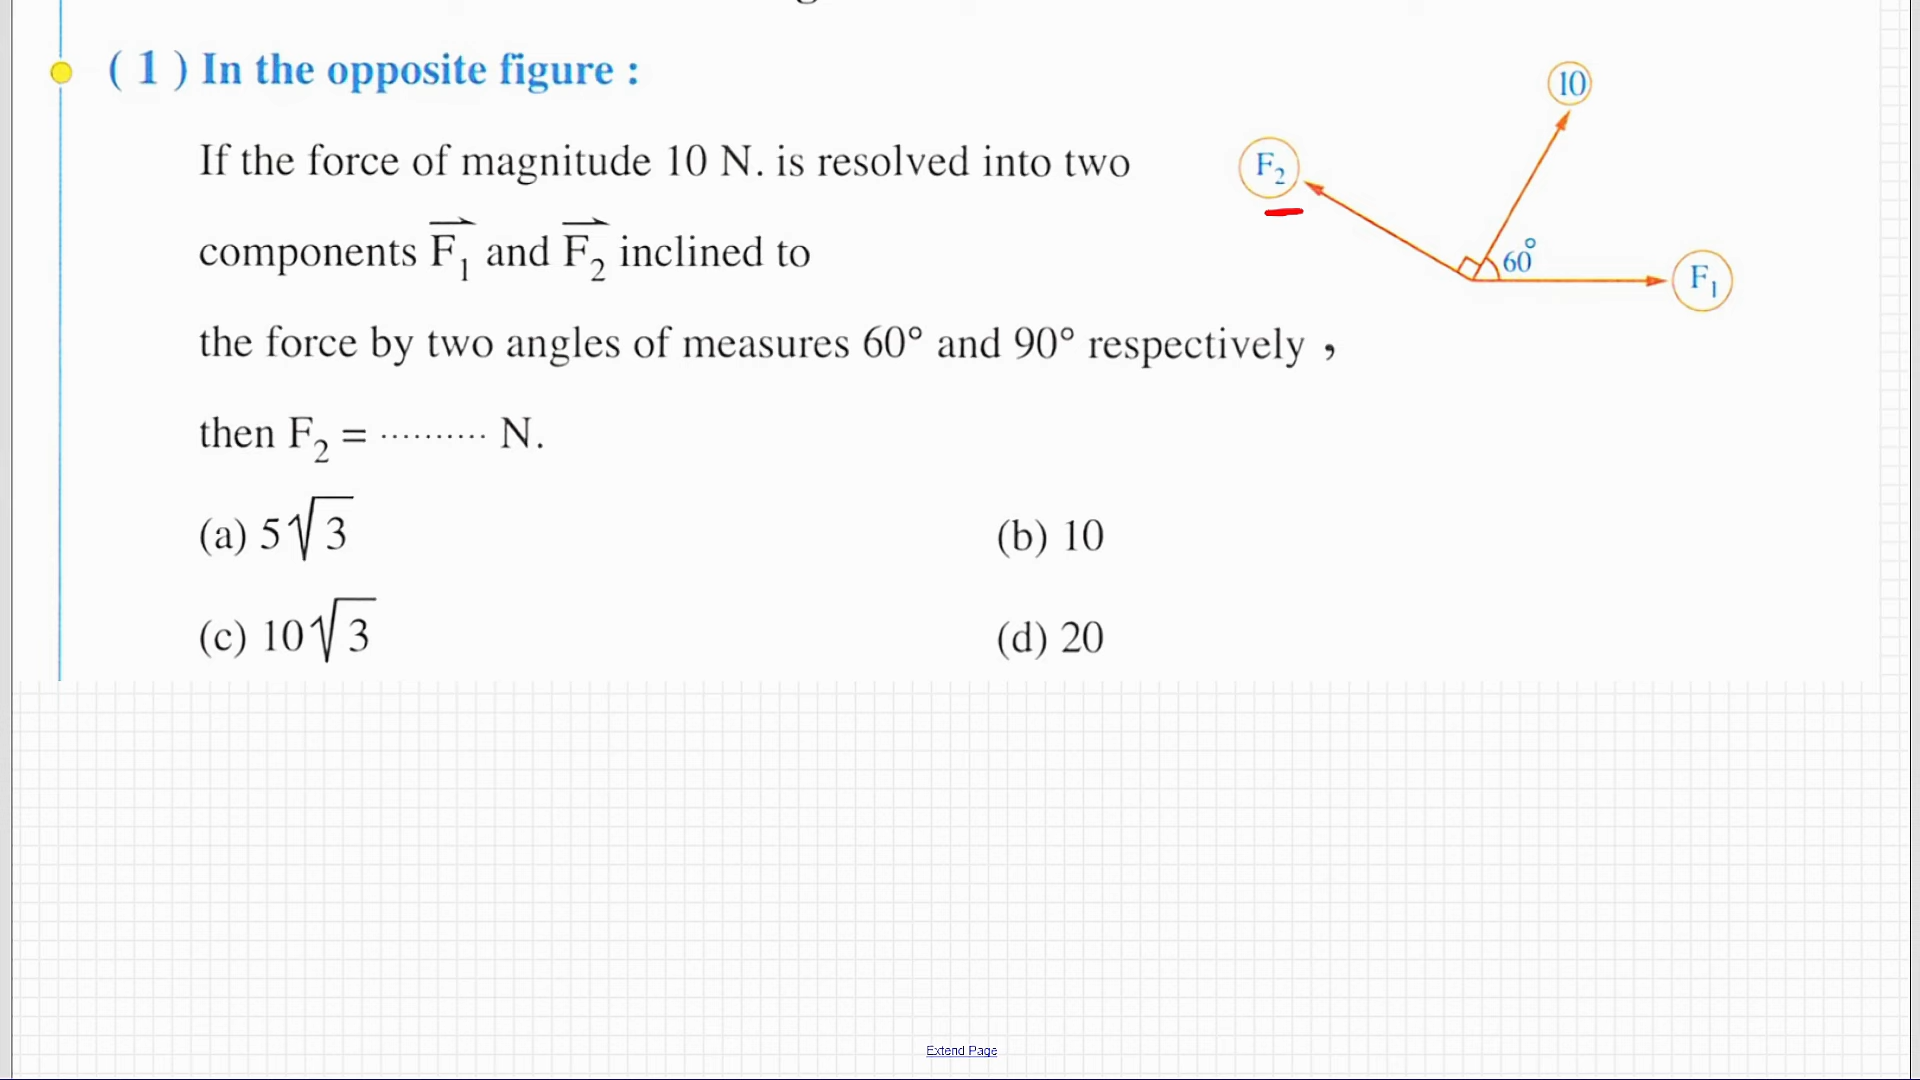 ( 1 ) In the opposite figure :
10
F₂
If the force of magnitude 10 N. is resolved into two
components F₁ and F₂ inclined to
60°
F₁
the force by two angles of measures 60° and 90° respectively ,
then F₂ = .......... N.
(a) 5√3
(b) 10
(c) 10√3
(d) 20
Extend Page